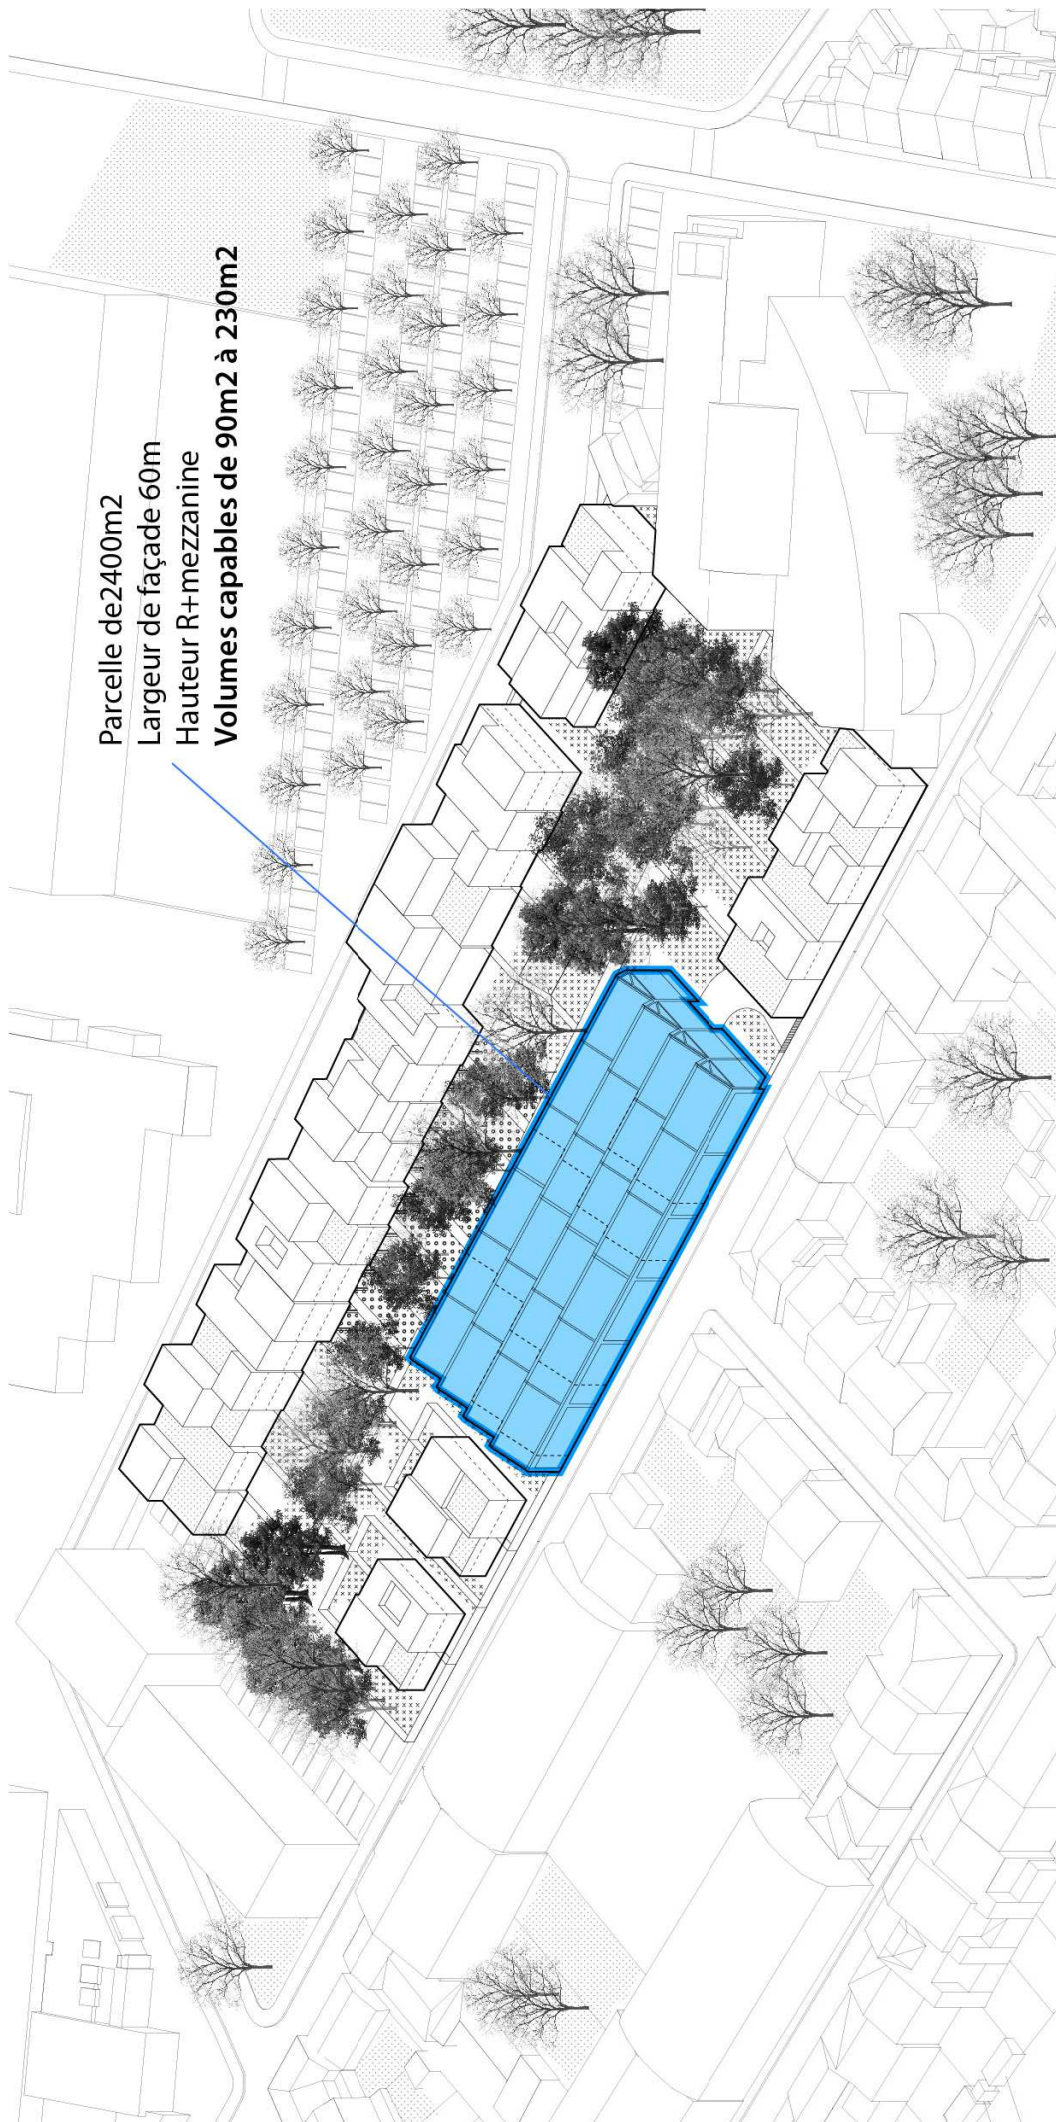 Parcelle de2400m2
Largeur de façade 60m
Hauteur R+mezzanine
Volumes capables de 90m2 à 230m2